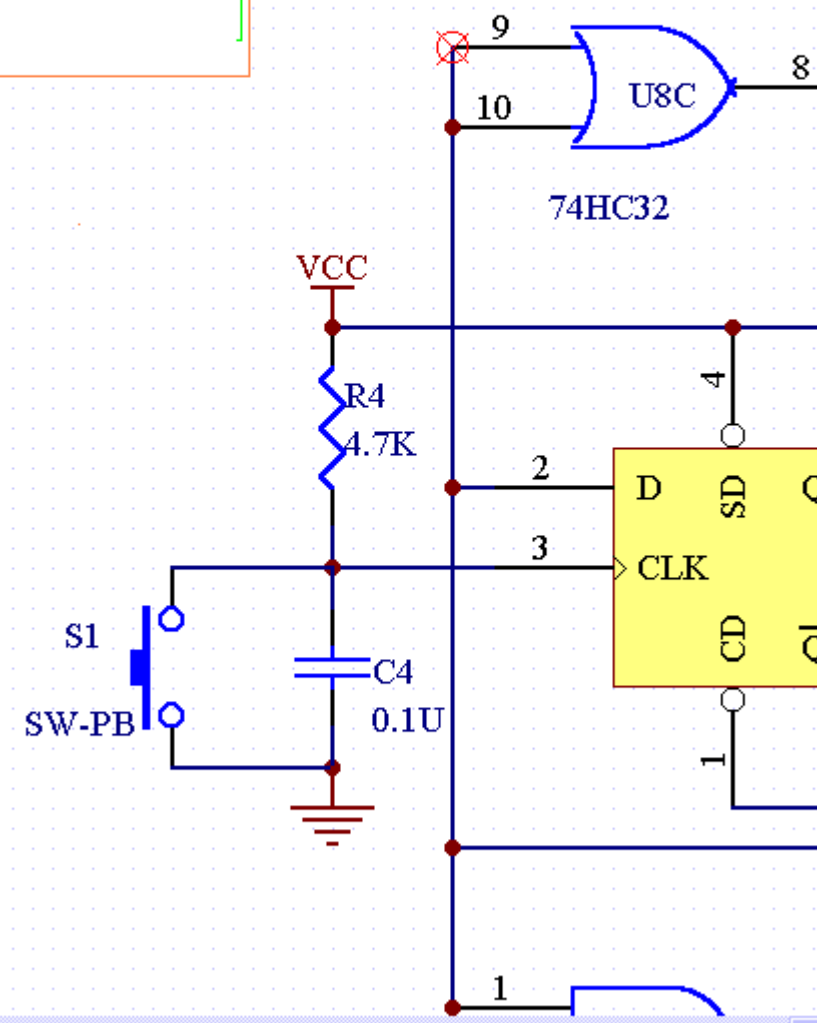 9
8
U8C
10
74HC32
VCC
4
R4
4.7K
2
D
SD
Q
3
CLK
S1
CD
Q
C4
SW-PB
0.1U
1
1